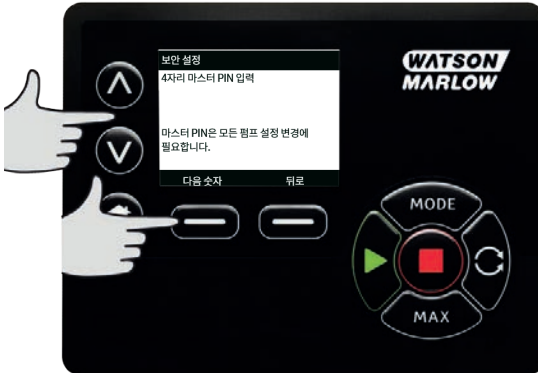 보안 설정
4자리 마스터 PIN 입력
마스터 PIN은 모든 펌프 설정 변경에
필요합니다.
다음 숫자 뒤로
WATSON
MARLOW
MODE
MAX